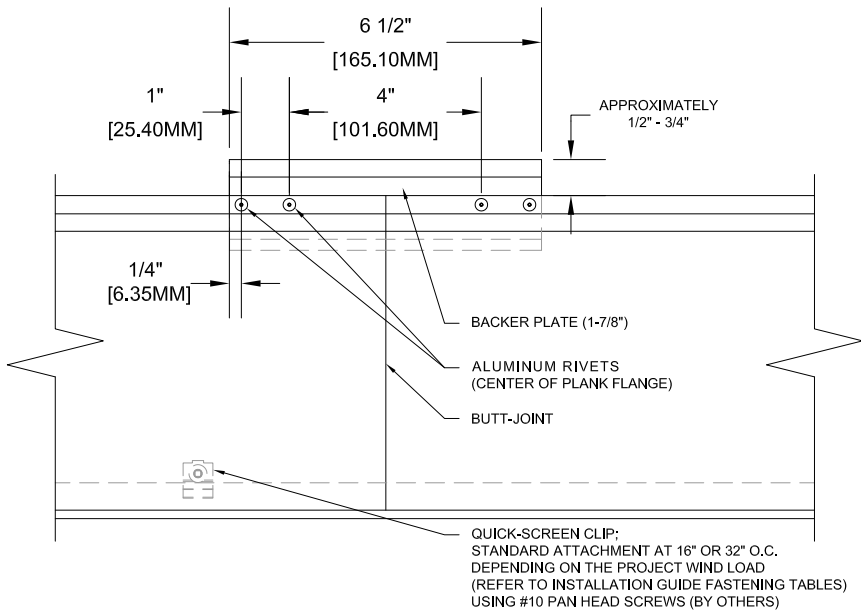 6 1/2"
[165.10MM]
1"
[25.40MM]
4"
[101.60MM]
APPROXIMATELY
1/2" - 3/4"
1/4"
[6.35MM]
BACKER PLATE (1-7/8")
ALUMINUM RIVETS
(CENTER OF PLANK FLANGE)
BUTT-JOINT
QUICK-SCREEN CLIP;
STANDARD ATTACHMENT AT 16" OR 32" O.C.
DEPENDING ON THE PROJECT WIND LOAD
(REFER TO INSTALLATION GUIDE FASTENING TABLES)
USING #10 PAN HEAD SCREWS (BY OTHERS)